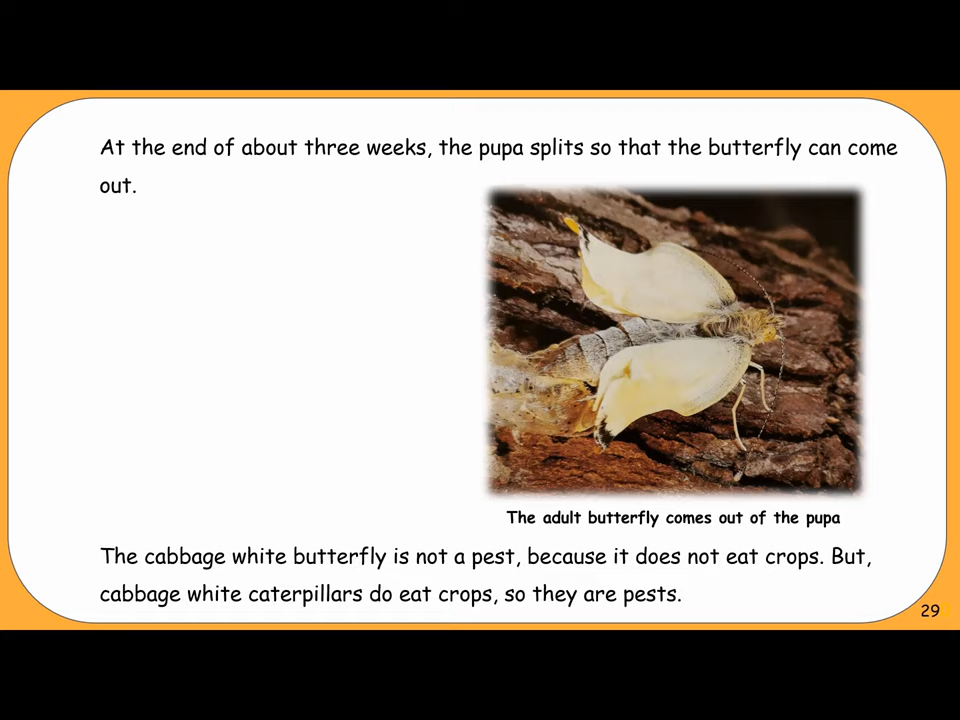 At the end of about three weeks, the pupa splits so that the butterfly can come
out.
The adult butterfly comes out of the pupa
The cabbage white butterfly is not a pest, because it does not eat crops. But,
cabbage white caterpillars do eat crops, so they are pests.
29